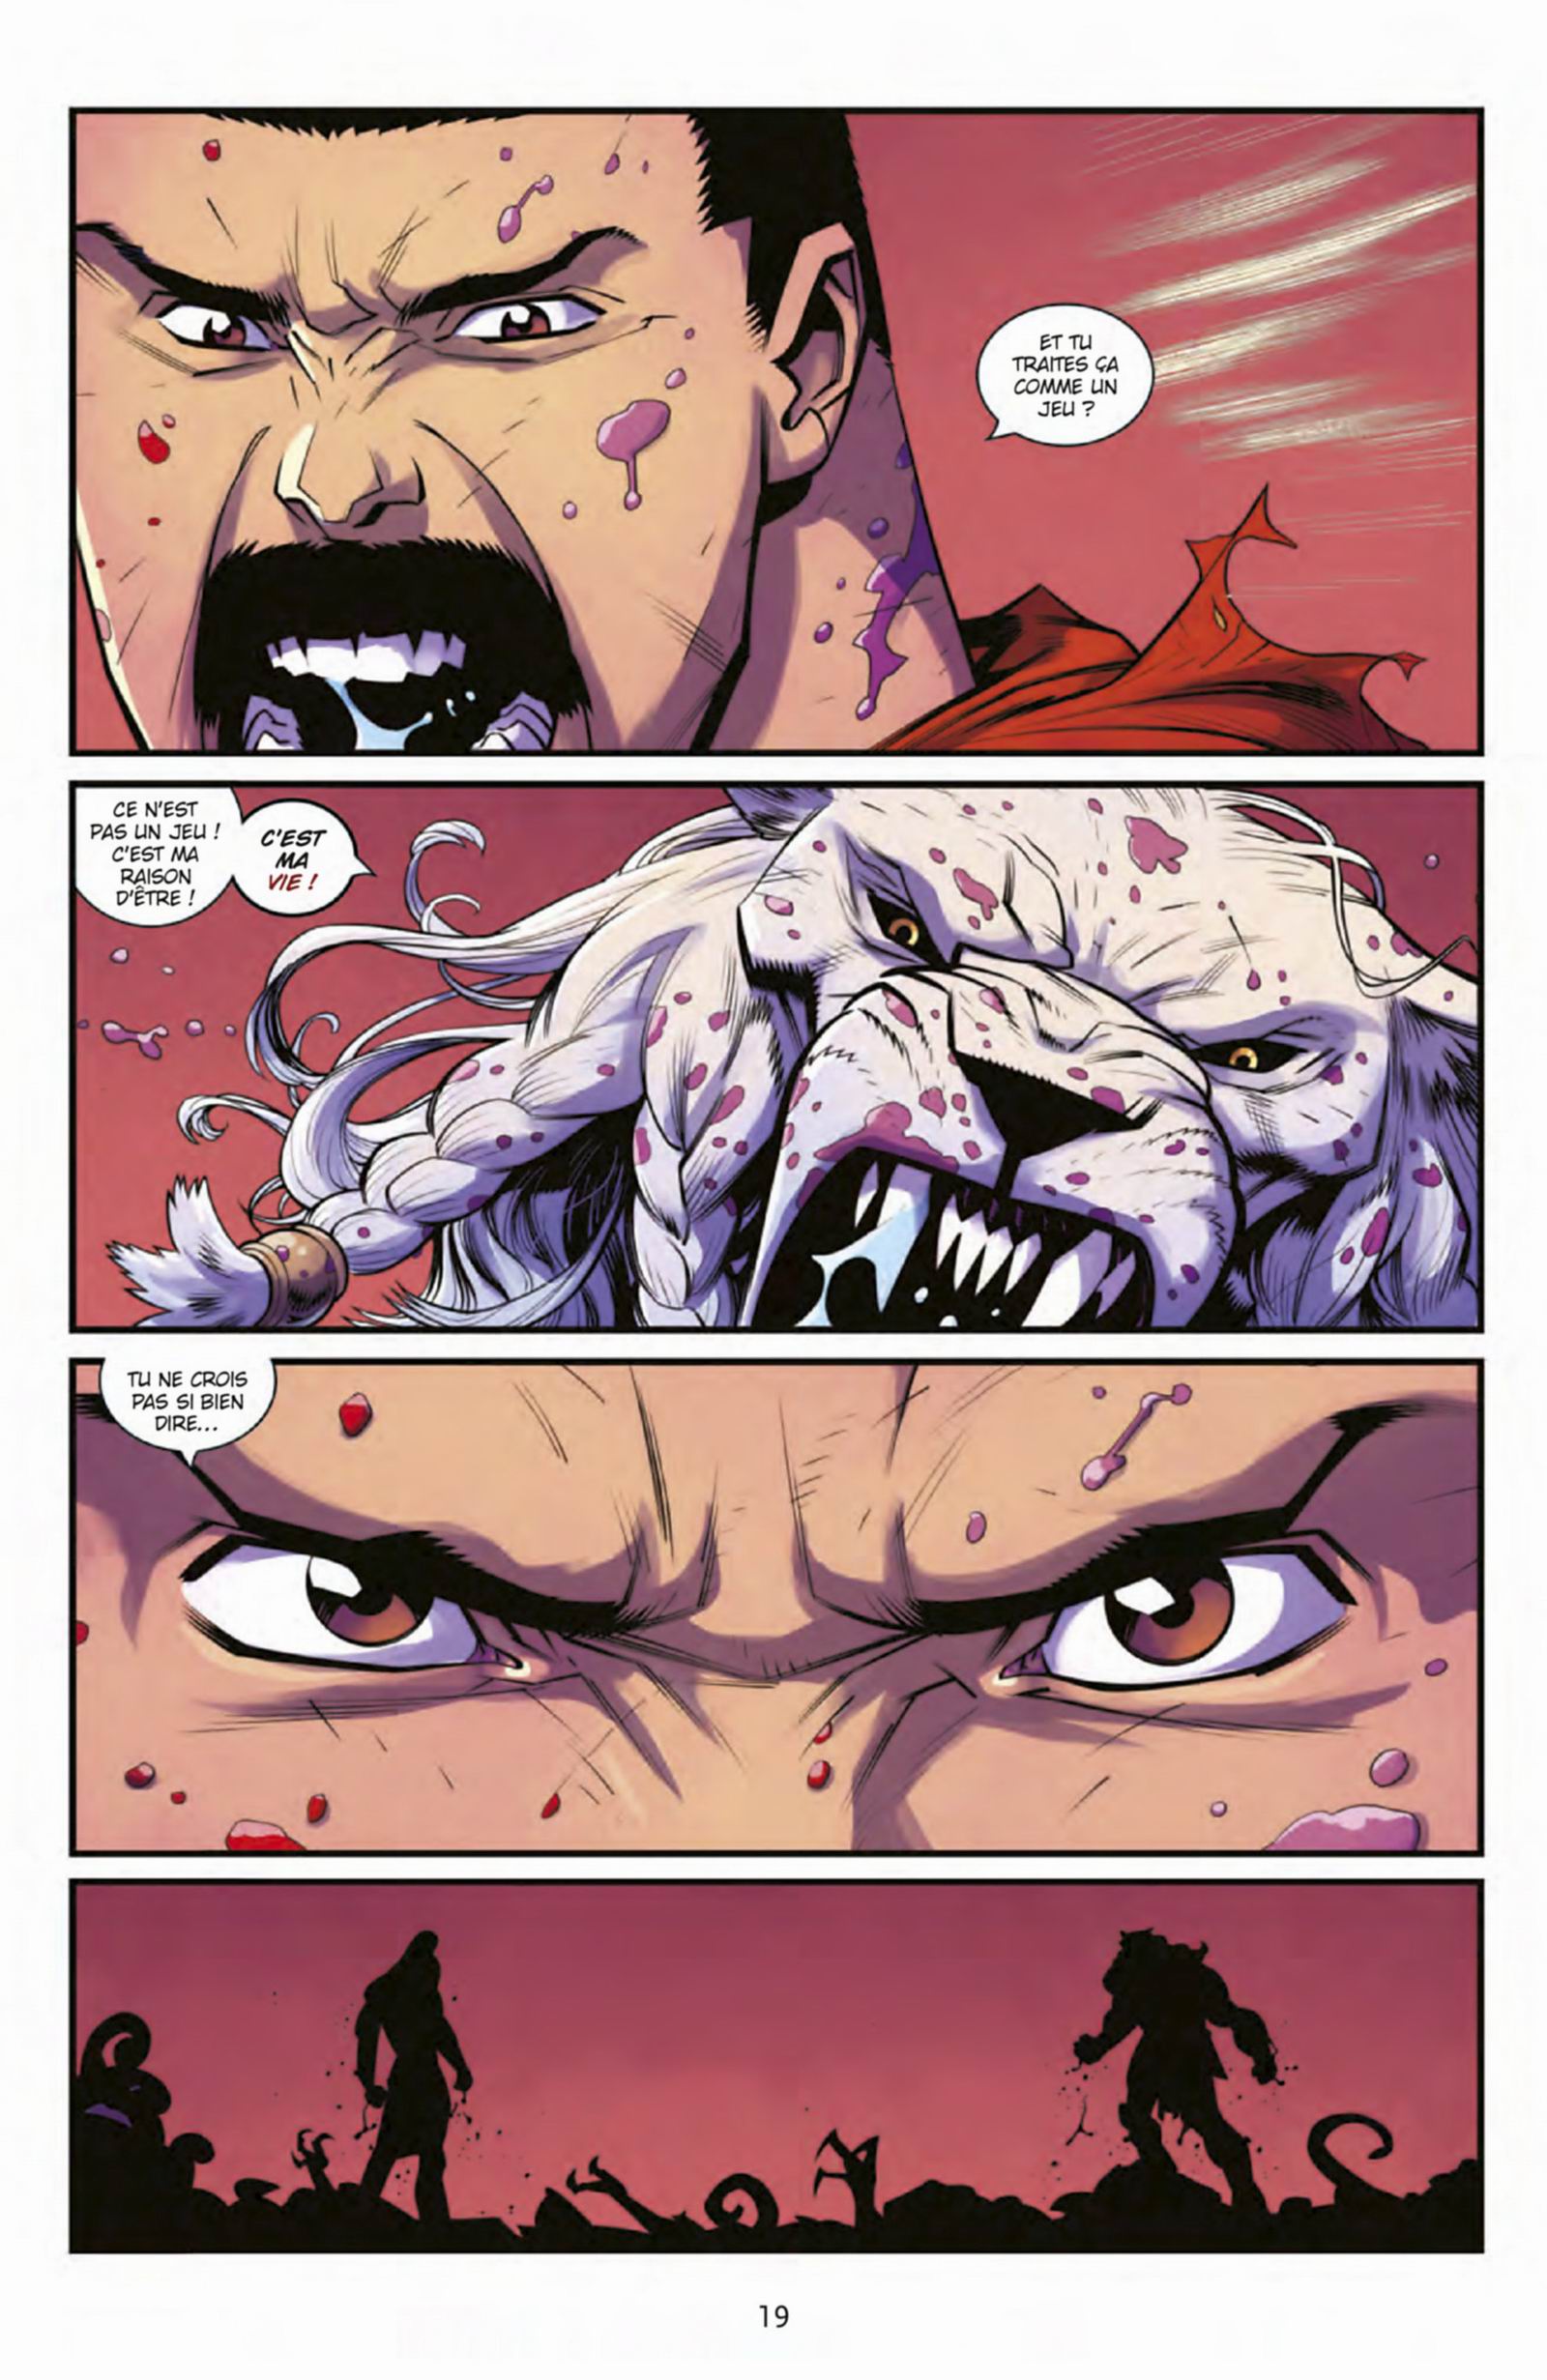 ET TU
TRAITES ÇA
COMME UN
JEU ?
CE N'EST
PAS UN JEU !
C'EST MA
RAISON
D'ÊTRE !
C'EST
MA
VIE !
TU NE CROIS
PAS SI BIEN
DIRE...
19